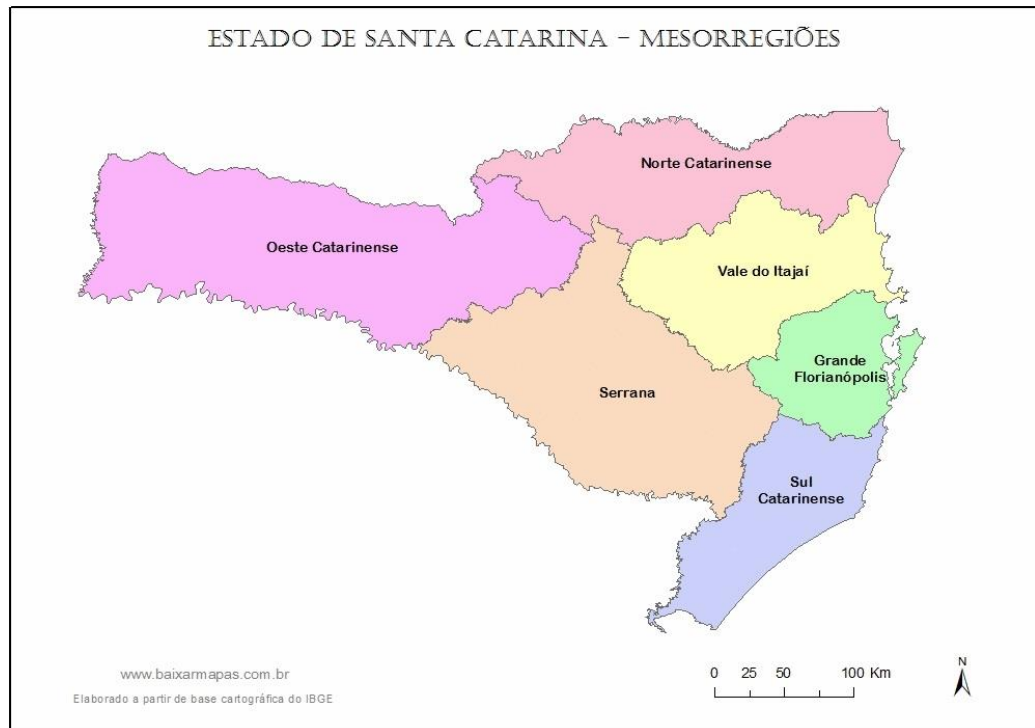 ESTADO DE SANTA CATARINA – MESORREGIÕES
Norte Catarinense
Oeste Catarinense
Vale do Itajaí
Grande
Florianópolis
Serrana
Sul
Catarinense
www.baixarmapas.com.br
Elaborado a partir de base cartográfica do IBGE
0 25 50 100 Km
N